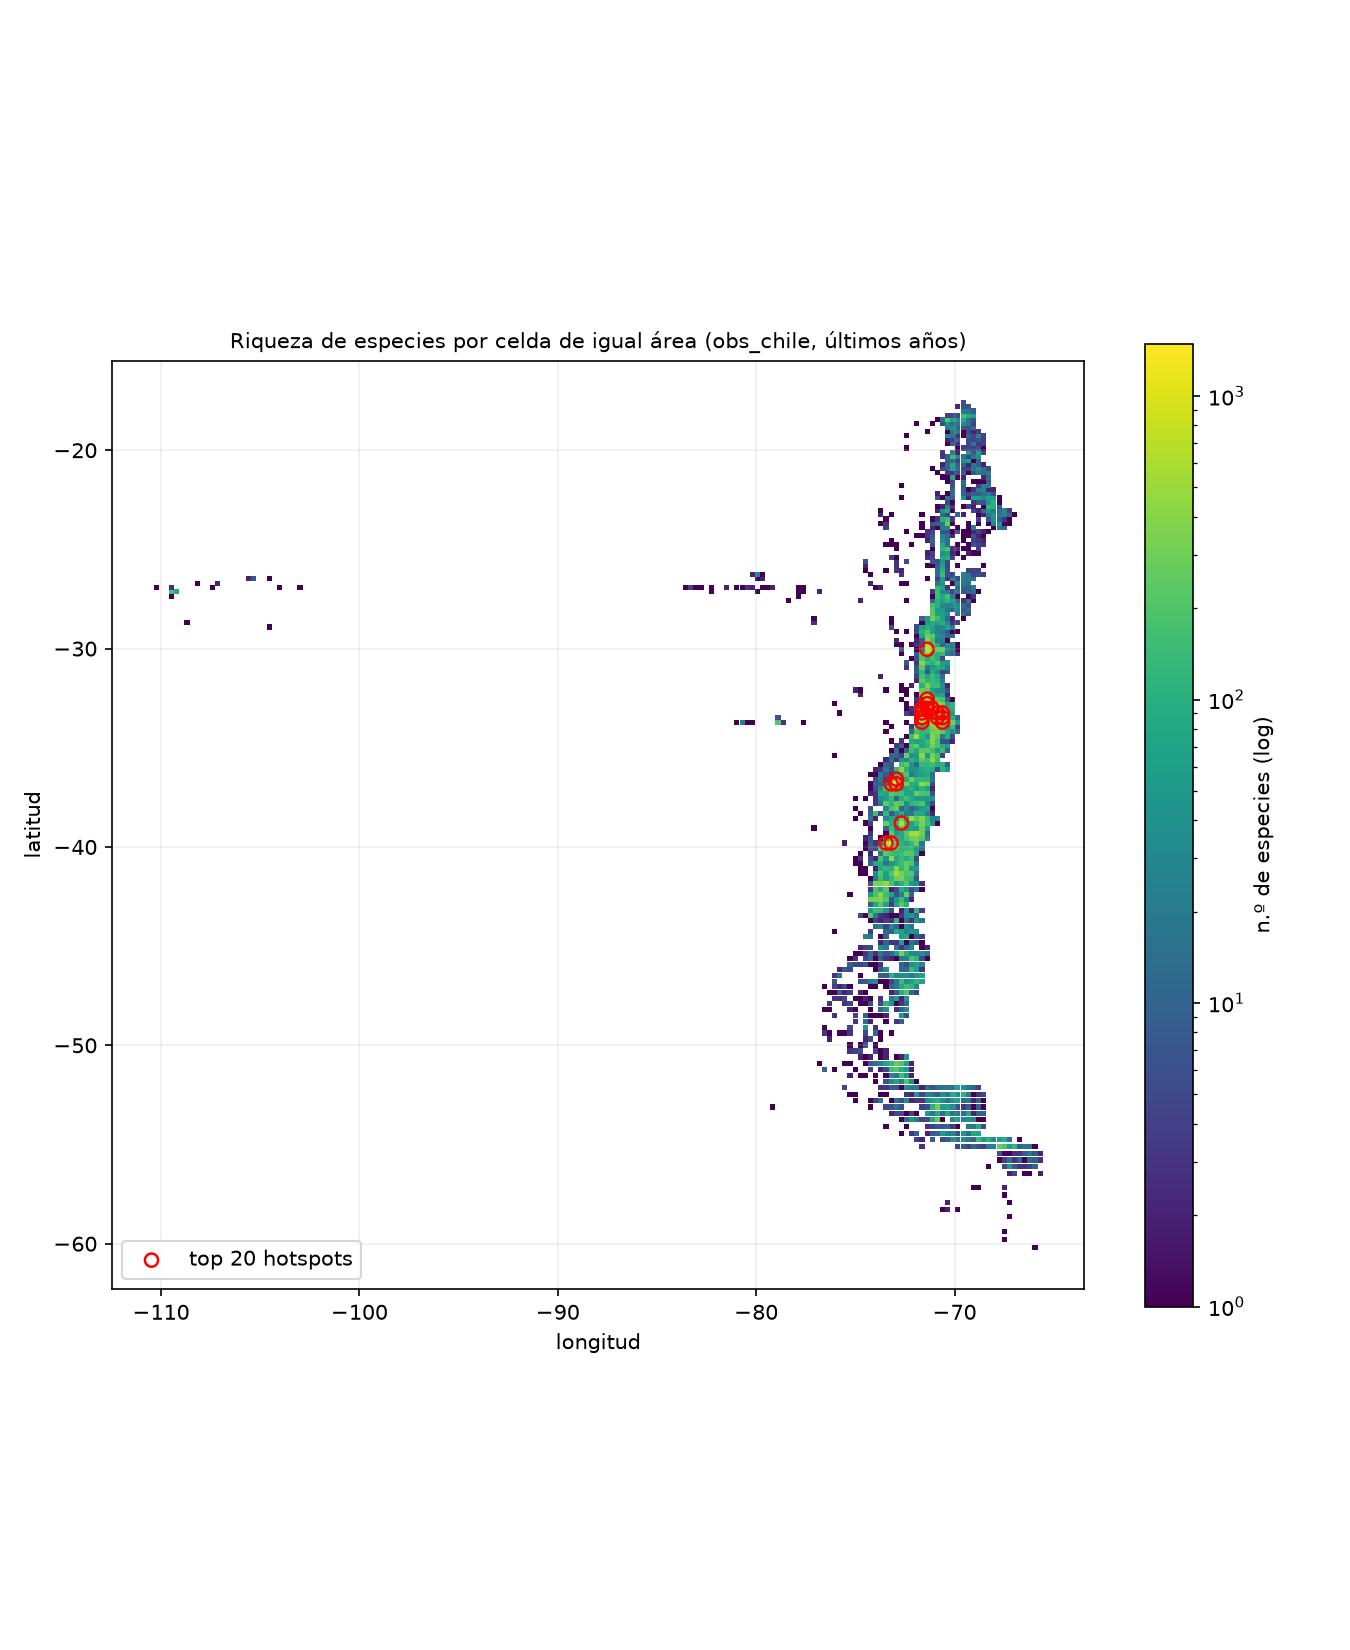 Riqueza de especies por celda de igual área (obs_chile, últimos años)
−20
−30
−40
−50
−60
latitud
−110
−100
−90
−80
−70
longitud
top 20 hotspots
10³
10²
10¹
10⁰
n.º de especies (log)